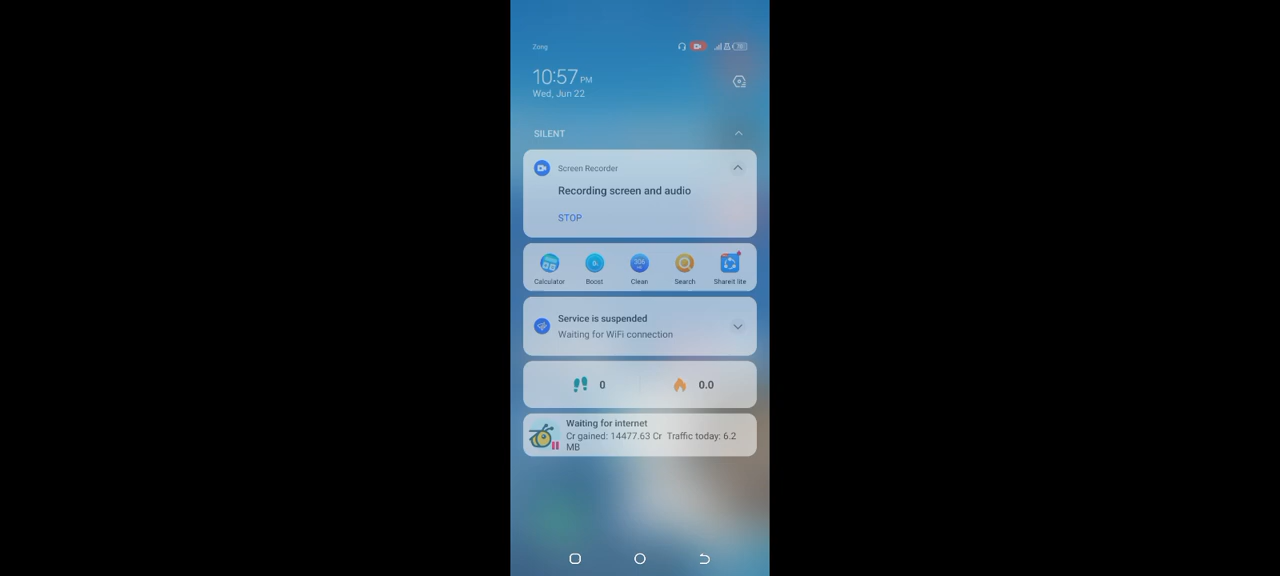 Zong
10:57 PM
Wed, Jun 22
SILENT
Screen Recorder
Recording screen and audio
STOP
306
Calculator Boost Clean Search Shareit lite
Service is suspended
Waiting for WiFi connection
0 0.0
Waiting for internet
Cr gained: 14477.63 Cr Traffic today: 6.2
MB